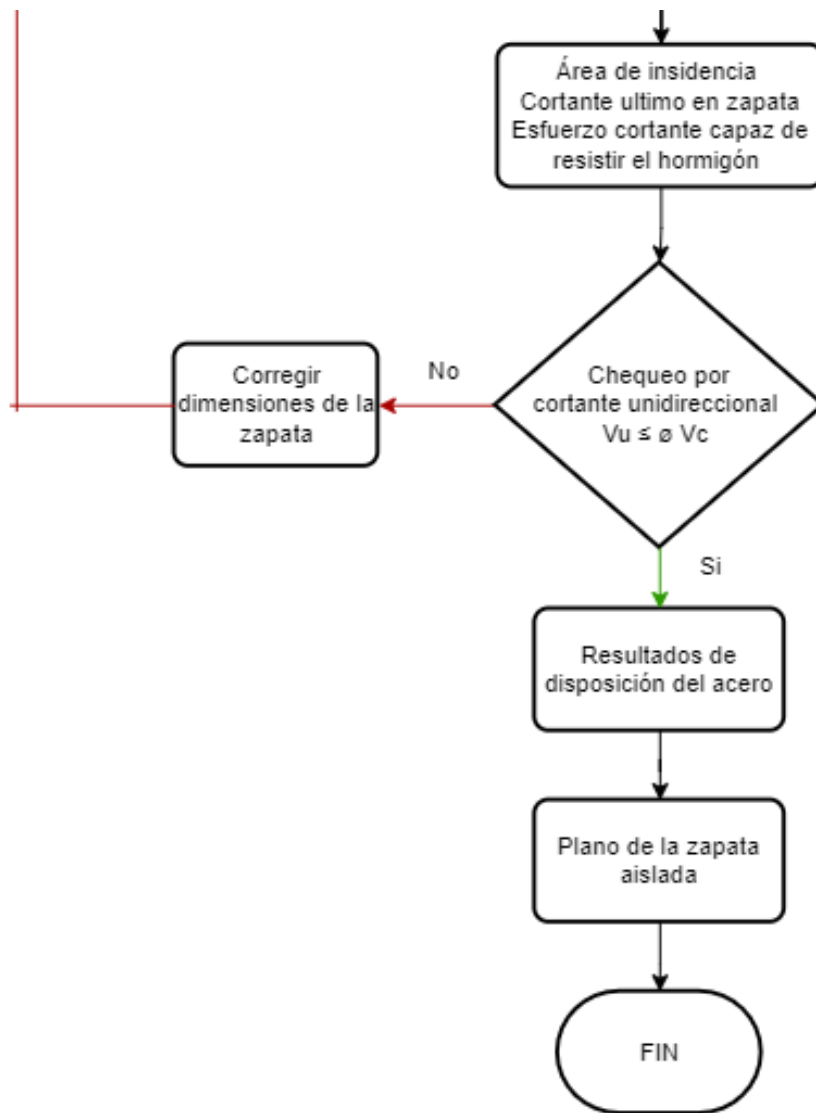 Área de insidencia
Cortante ultimo en zapata
Esfuerzo cortante capaz de
resistir el hormigón
Chequeo por
cortante unidireccional
Vu ≤ ø Vc
No
Corregir
dimensiones de la
zapata
Si
Resultados de
disposición del acero
Plano de la zapata
aislada
FIN